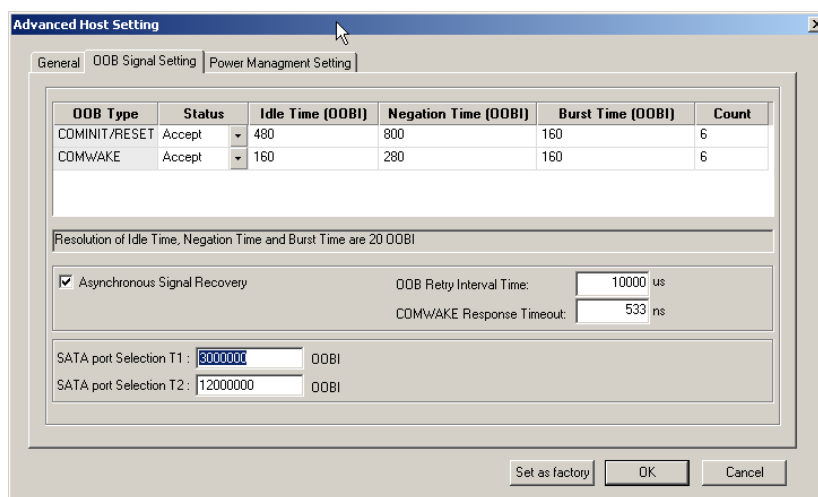 Advanced Host Setting
General OOB Signal Setting Power Managment Setting
OOB Type Status Idle Time (OOBI) Negation Time (OOBI) Burst Time (OOBI) Count
COMINIT/RESET Accept 480 800 160 6
COMWAKE Accept 160 280 160 6
Resolution of Idle Time, Negation Time and Burst Time are 20 OOBI
Asynchronous Signal Recovery OOB Retry Interval Time: 10000 us
COMWAKE Response Timeout: 533 ns
SATA port Selection T1 : 3000000 OOBI
SATA port Selection T2 : 12000000 OOBI
Set as factory OK Cancel